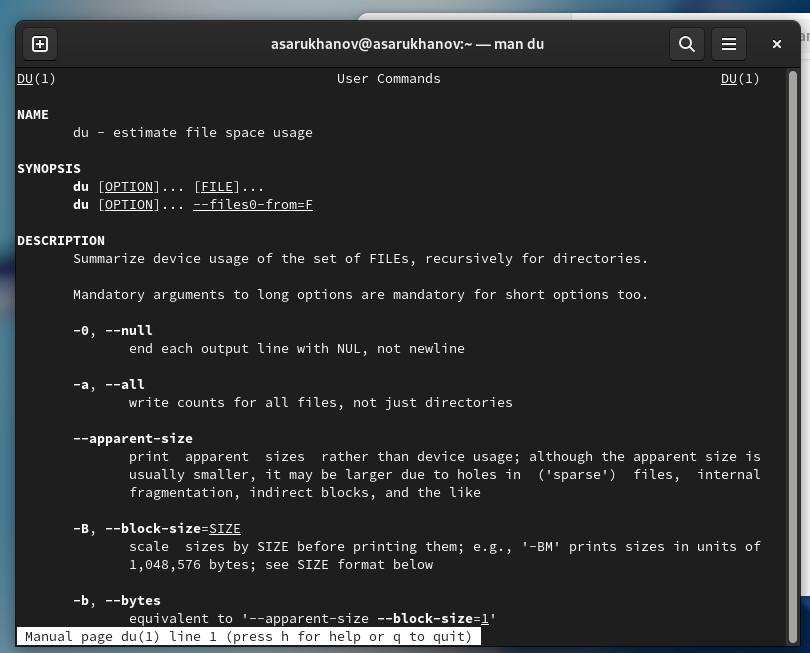 asarukhanov@asarukhanov:~ — man du
DU(1) User Commands DU(1)
NAME
du - estimate file space usage
SYNOPSIS
du [OPTION]... [FILE]...
du [OPTION]... --files0-from=F
DESCRIPTION
Summarize device usage of the set of FILEs, recursively for directories.
Mandatory arguments to long options are mandatory for short options too.
-0, --null
end each output line with NUL, not newline
-a, --all
write counts for all files, not just directories
--apparent-size
print apparent sizes rather than device usage; although the apparent size is
usually smaller, it may be larger due to holes in ('sparse') files, internal
fragmentation, indirect blocks, and the like
-B, --block-size=SIZE
scale sizes by SIZE before printing them; e.g., '-BM' prints sizes in units of
1,048,576 bytes; see SIZE format below
-b, --bytes
equivalent to '--apparent-size --block-size=1'
Manual page du(1) line 1 (press h for help or q to quit)